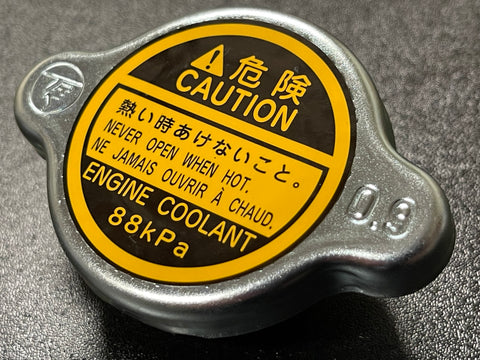 危険
CAUTION
熱い時あけないこと。
NEVER OPEN WHEN HOT.
NE JAMAIS OUVRIR À CHAUD.
ENGINE COOLANT
88kPa
0.9